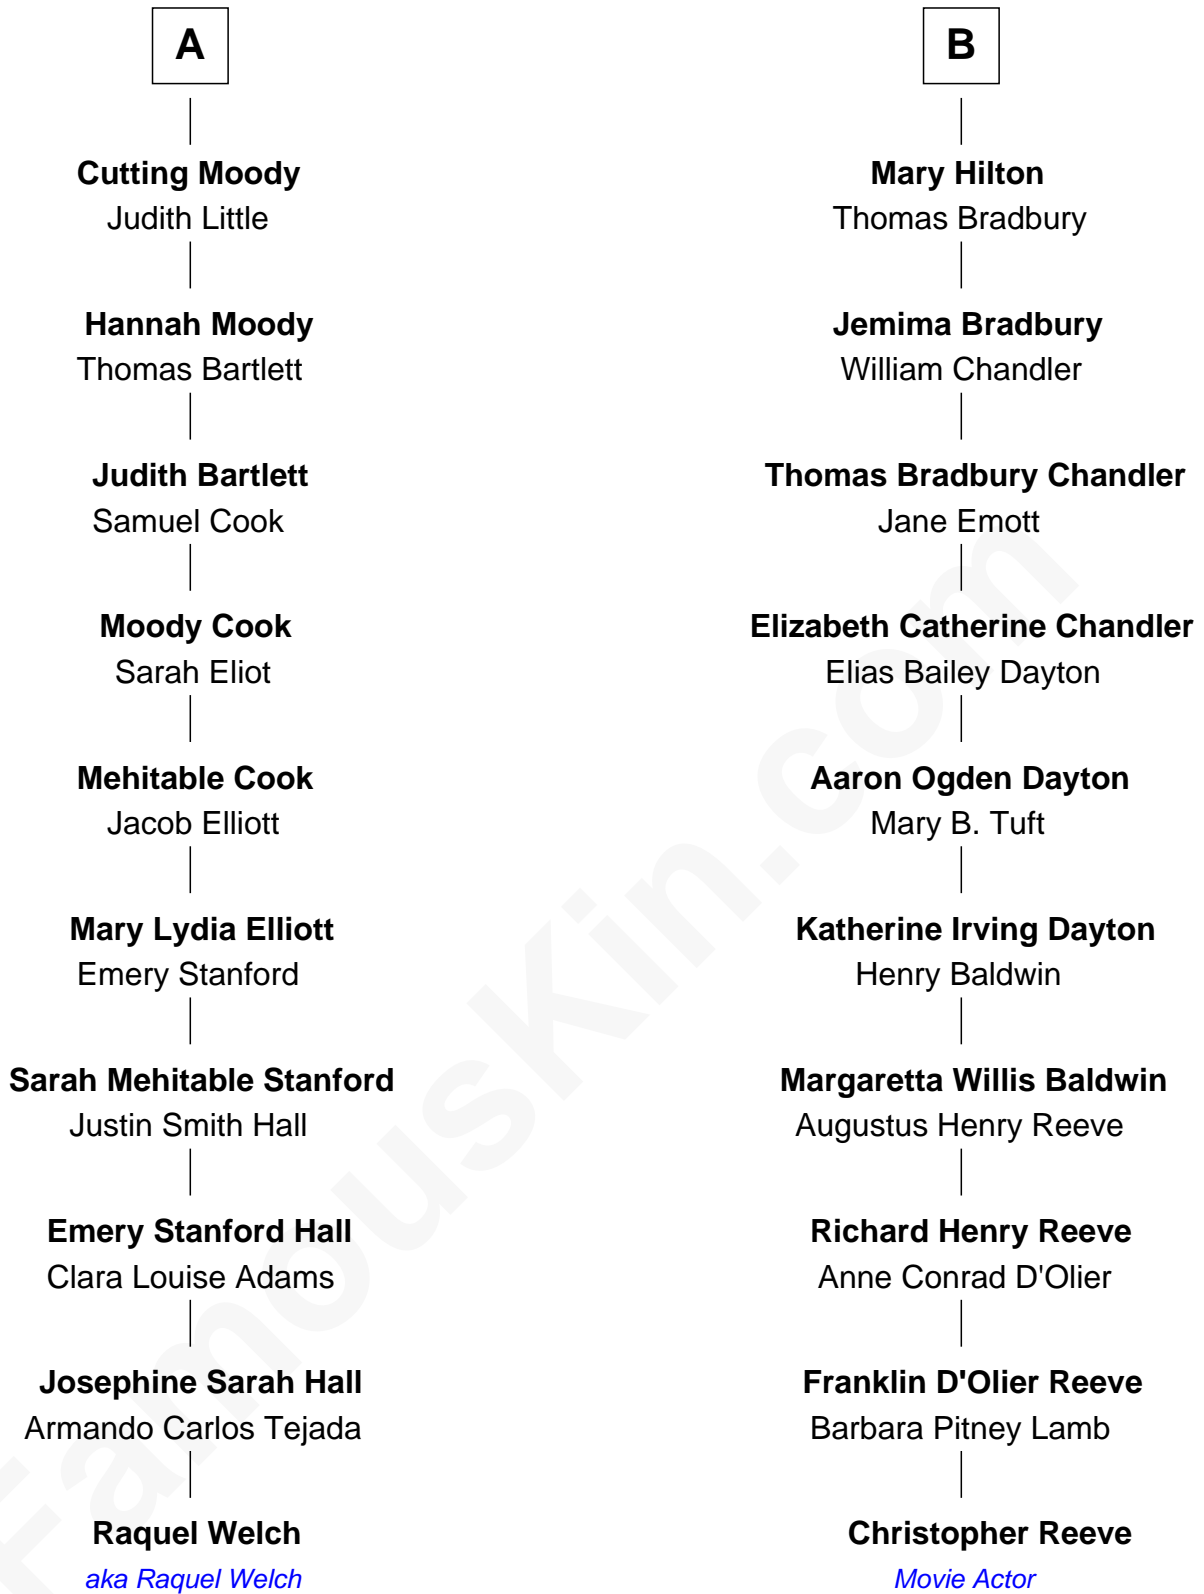 A
Cutting Moody
Judith Little
Hannah Moody
Thomas Bartlett
Judith Bartlett
Samuel Cook
Moody Cook
Sarah Eliot
Mehitable Cook
Jacob Elliott
Mary Lydia Elliott
Emery Stanford
Sarah Mehitable Stanford
Justin Smith Hall
Emery Stanford Hall
Clara Louise Adams
Josephine Sarah Hall
Armando Carlos Tejada
Raquel Welch
aka Raquel Welch
B
Mary Hilton
Thomas Bradbury
Jemima Bradbury
William Chandler
Thomas Bradbury Chandler
Jane Emott
Elizabeth Catherine Chandler
Elias Bailey Dayton
Aaron Ogden Dayton
Mary B. Tuft
Katherine Irving Dayton
Henry Baldwin
Margaretta Willis Baldwin
Augustus Henry Reeve
Richard Henry Reeve
Anne Conrad D'Olier
Franklin D'Olier Reeve
Barbara Pitney Lamb
Christopher Reeve
Movie Actor
FamousKin.com